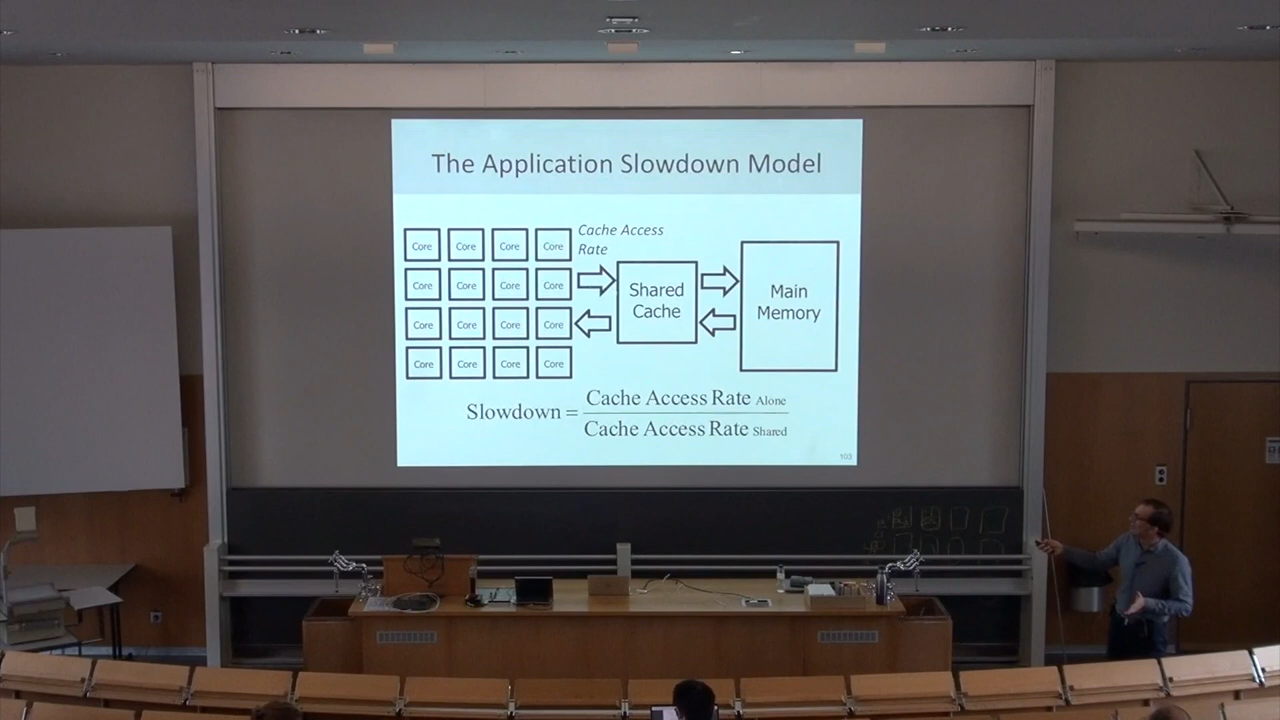 The Application Slowdown Model
Cache Access
Rate
Core Core Core Core
Core Core Core Core
Shared
Cache
Main
Memory
Core Core Core Core
Core Core Core Core
Slowdown = Cache Access Rate Alone
Cache Access Rate Shared
103